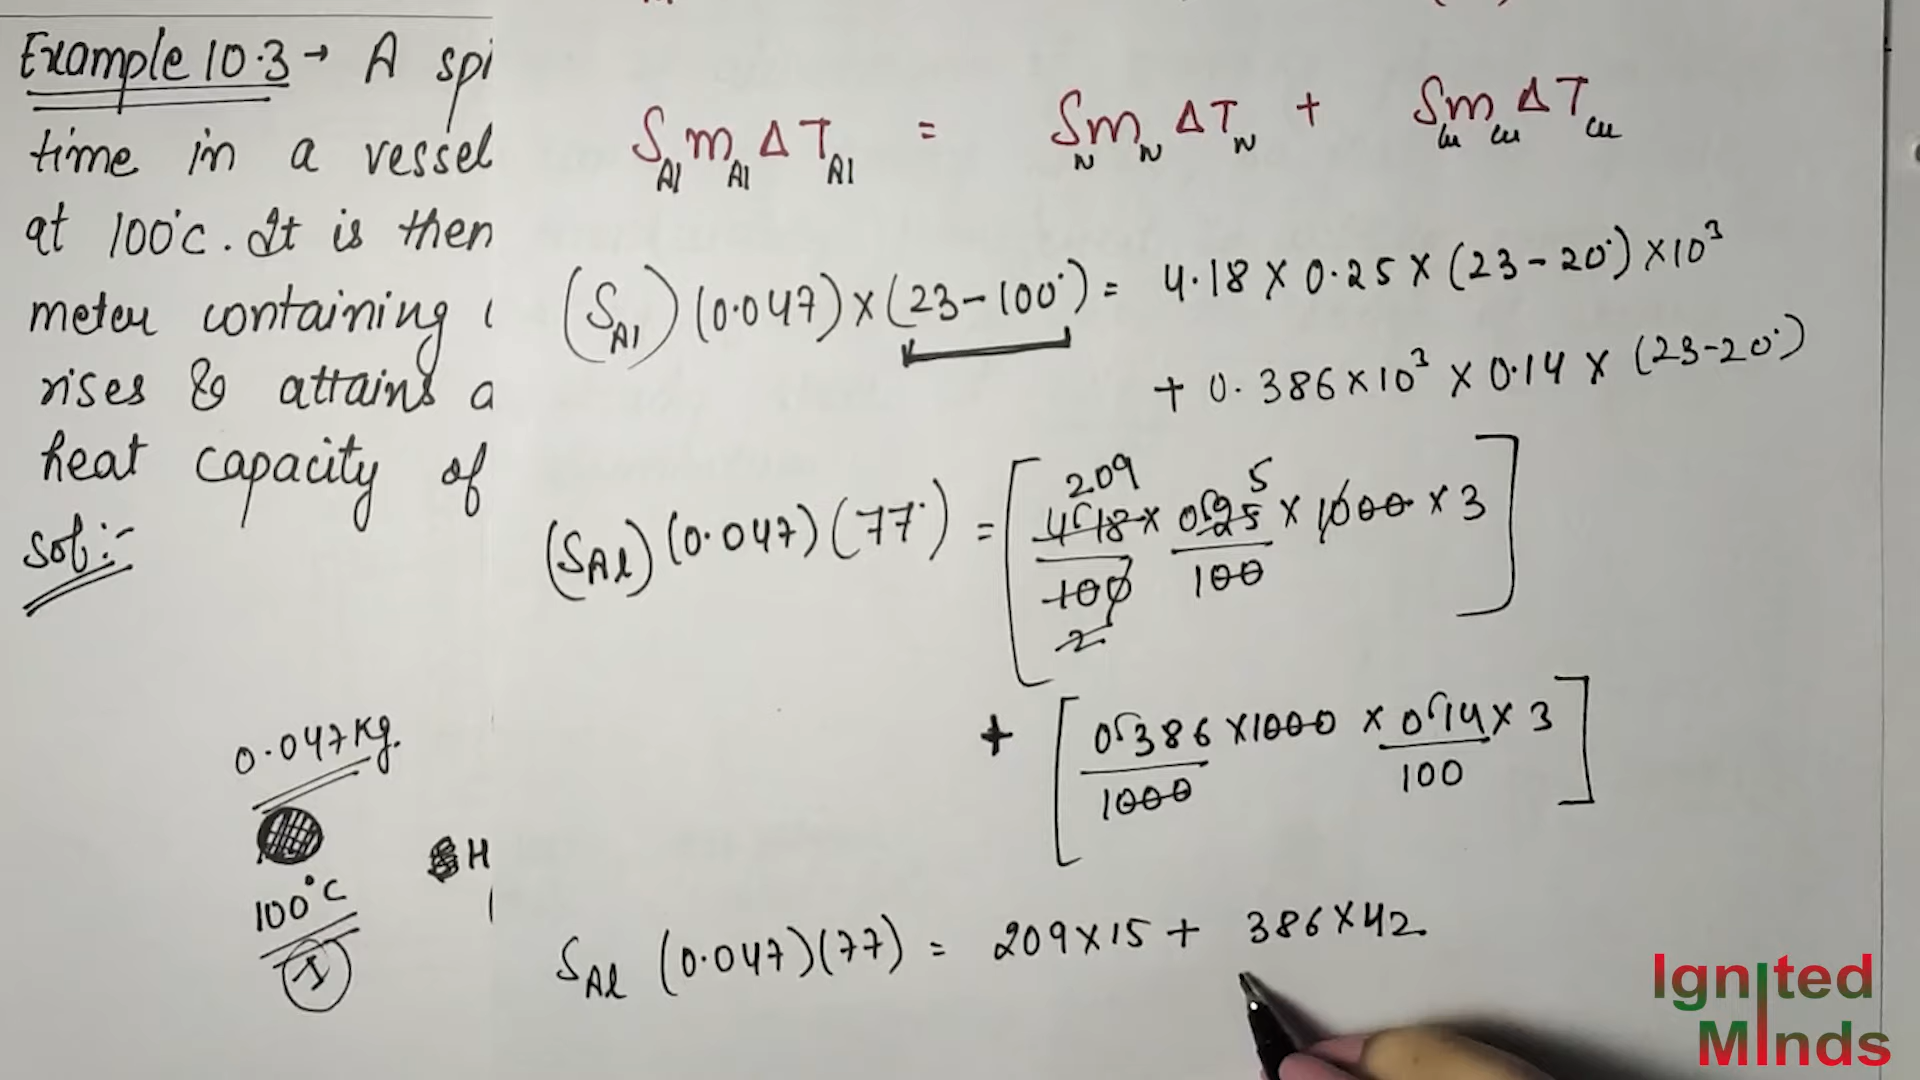 Example 10.3 → A spi
time in a vessel
at 100°c. It is then
meter containing
rises & attains a
heat capacity of
Sol:-
0.047 Kg.
100°C
I
H
S_Al m_Al ΔT_Al = S_w m_w ΔT_w + S_cu m_cu ΔT_cu
(S_Al) (0.047) × (23 - 100°) = 4.18 × 0.25 × (23 - 20°) × 10³
+ 0.386 × 10³ × 0.14 × (23 - 20°)
209 5
(S_Al) (0.047) (77°) = [ 4.18 × 0.25 × 1000 × 3 ]
100 100
2
+ [ 0.386 × 1000 × 0.14 × 3 ]
1000 100
S_Al (0.047) (77) = 209 × 15 + 386 × 42
Ignited
Minds